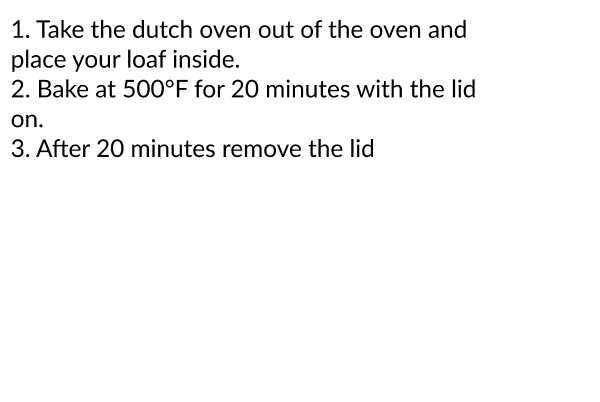 1. Take the dutch oven out of the oven and
place your loaf inside.
2. Bake at 500°F for 20 minutes with the lid
on.
3. After 20 minutes remove the lid